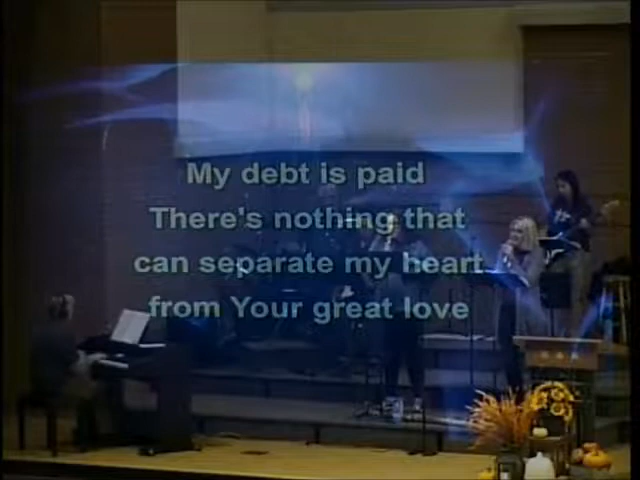 My debt is paid
There's nothing that
can separate my heart
from Your great love